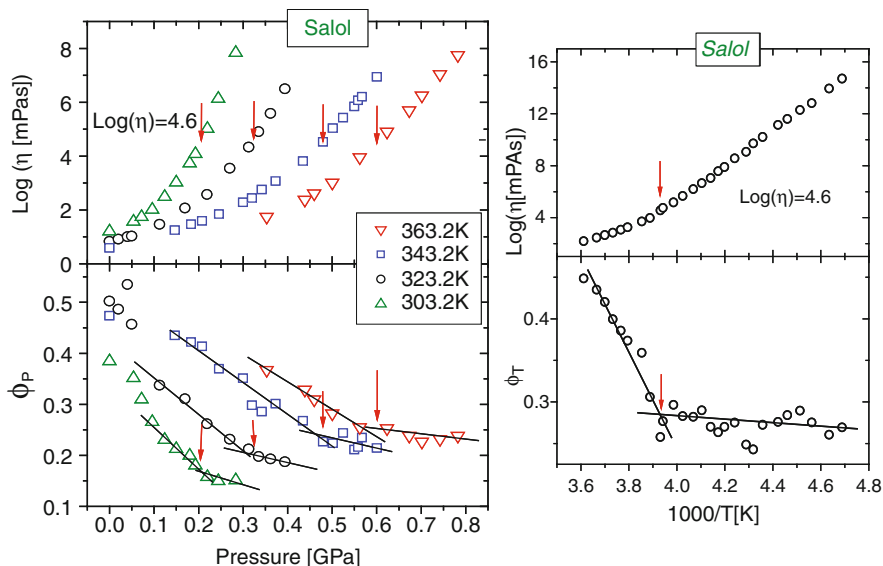 Salol
Log (η [mPas]
8
6
4
2
0
Log(η)=4.6
363.2K
343.2K
323.2K
303.2K
ϕP
0.5
0.4
0.3
0.2
0.1
0.0 0.1 0.2 0.3 0.4 0.5 0.6 0.7 0.8
Pressure [GPa]
Salol
Log(η[mPAs]
16
12
8
4
Log(η)=4.6
ϕT
0.4
0.3
3.6 3.8 4.0 4.2 4.4 4.6 4.8
1000/T[K]